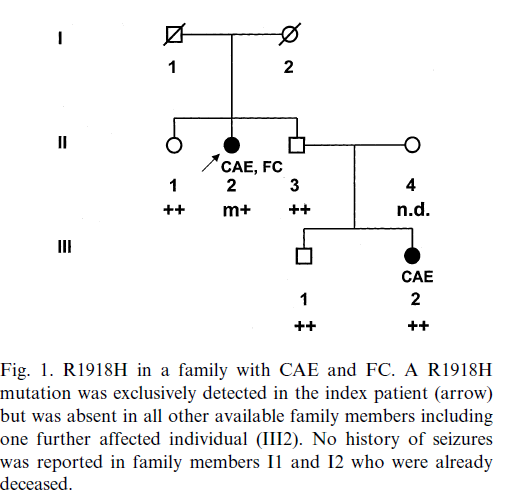 I
1 2
II
CAE, FC
1 2 3 4
++ m+ ++ n.d.
III
CAE
1 2
++ ++
Fig. 1. R1918H in a family with CAE and FC. A R1918H
mutation was exclusively detected in the index patient (arrow)
but was absent in all other available family members including
one further affected individual (III2). No history of seizures
was reported in family members I1 and I2 who were already
deceased.